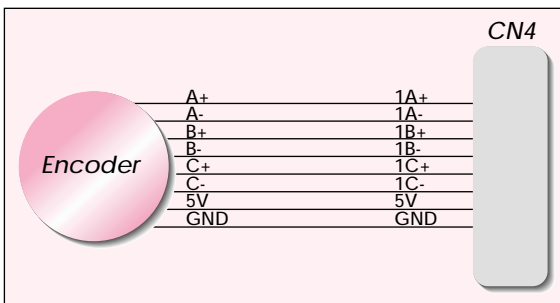 CN4
A+ 1A+
A- 1A-
B+ 1B+
B- 1B-
Encoder
C+ 1C+
C- 1C-
5V 5V
GND GND